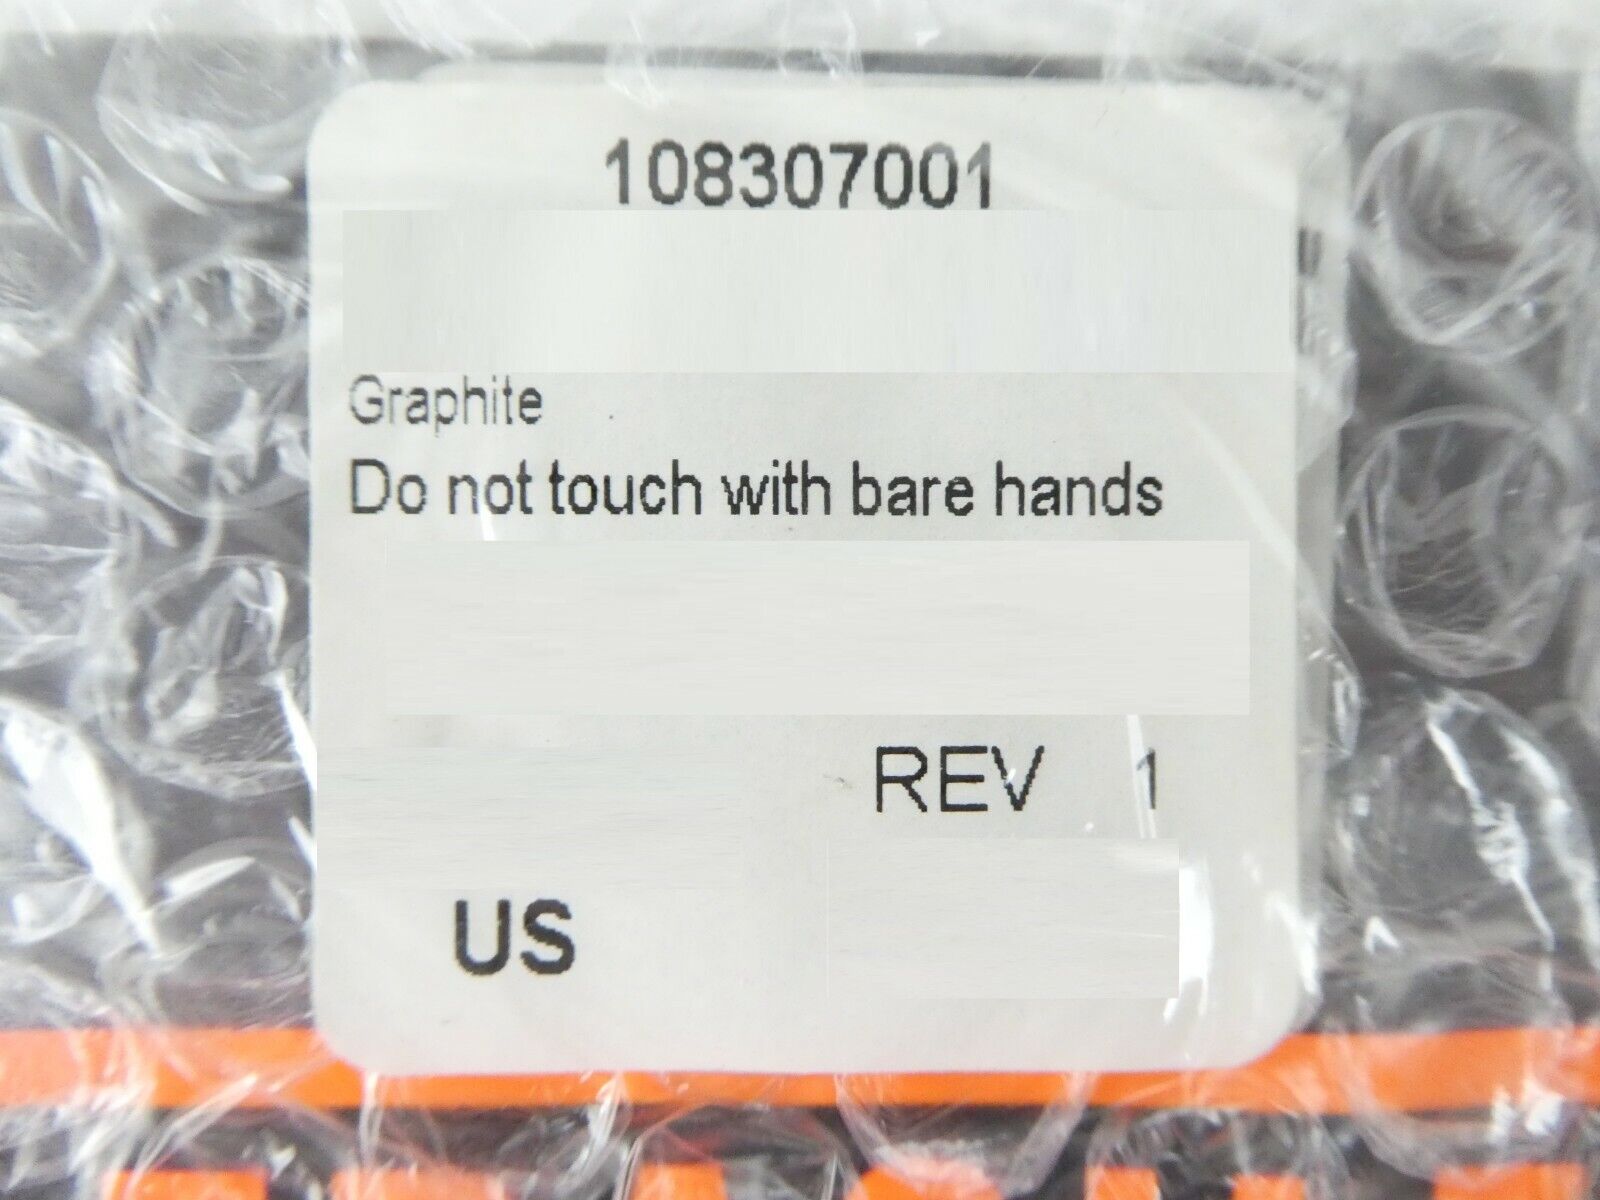 108307001
Graphite
Do not touch with bare hands
REV 1
US